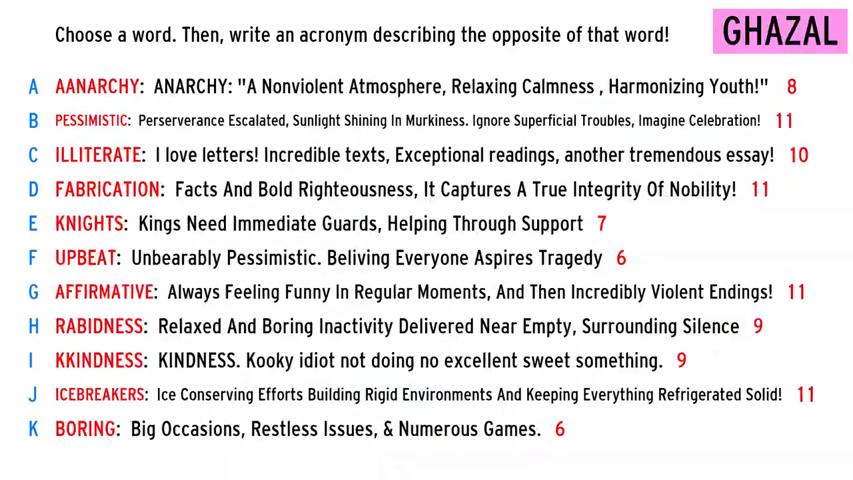 Choose a word. Then, write an acronym describing the opposite of that word!
GHAZAL
A AANARCHY: ANARCHY: "A Nonviolent Atmosphere, Relaxing Calmness , Harmonizing Youth!" 8
B PESSIMISTIC: Perserverance Escalated, Sunlight Shining In Murkiness. Ignore Superficial Troubles, Imagine Celebration! 11
C ILLITERATE: I love letters! Incredible texts, Exceptional readings, another tremendous essay! 10
D FABRICATION: Facts And Bold Righteousness, It Captures A True Integrity Of Nobility! 11
E KNIGHTS: Kings Need Immediate Guards, Helping Through Support 7
F UPBEAT: Unbearably Pessimistic. Beliving Everyone Aspires Tragedy 6
G AFFIRMATIVE: Always Feeling Funny In Regular Moments, And Then Incredibly Violent Endings! 11
H RABIDNESS: Relaxed And Boring Inactivity Delivered Near Empty, Surrounding Silence 9
I KKINDNESS: KINDNESS. Kooky idiot not doing no excellent sweet something. 9
J ICEBREAKERS: Ice Conserving Efforts Building Rigid Environments And Keeping Everything Refrigerated Solid! 11
K BORING: Big Occasions, Restless Issues, & Numerous Games. 6